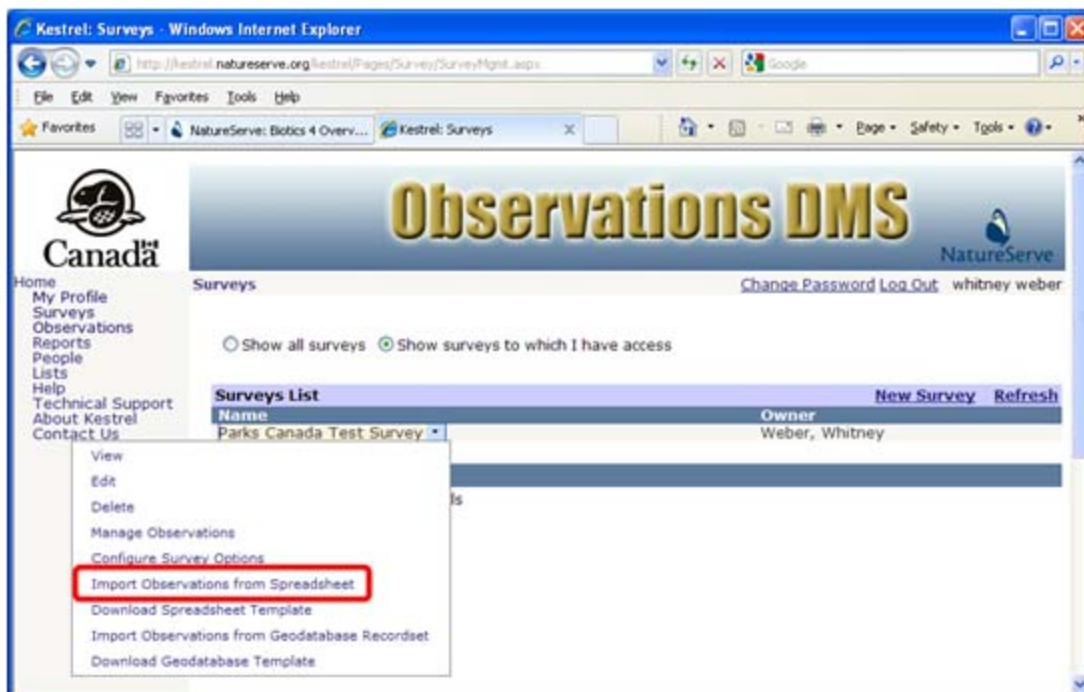 Kestrel: Surveys - Windows Internet Explorer
http://kestrel.natureserve.org/kestrel/Pages/Survey/SurveyMgmt.aspx
Google
File Edit View Favorites Tools Help
Favorites
NatureServe: Biotics 4 Overv...
Kestrel: Surveys
Page Safety Tools
Canada
Observations DMS
NatureServe
Home
My Profile
Surveys
Observations
Reports
People
Lists
Help
Technical Support
About Kestrel
Contact Us
Surveys
Change Password Log Out whitney weber
Show all surveys Show surveys to which I have access
Surveys List New Survey Refresh
Name Owner
Parks Canada Test Survey Weber, Whitney
ls
View
Edit
Delete
Manage Observations
Configure Survey Options
Import Observations from Spreadsheet
Download Spreadsheet Template
Import Observations from Geodatabase Recordset
Download Geodatabase Template